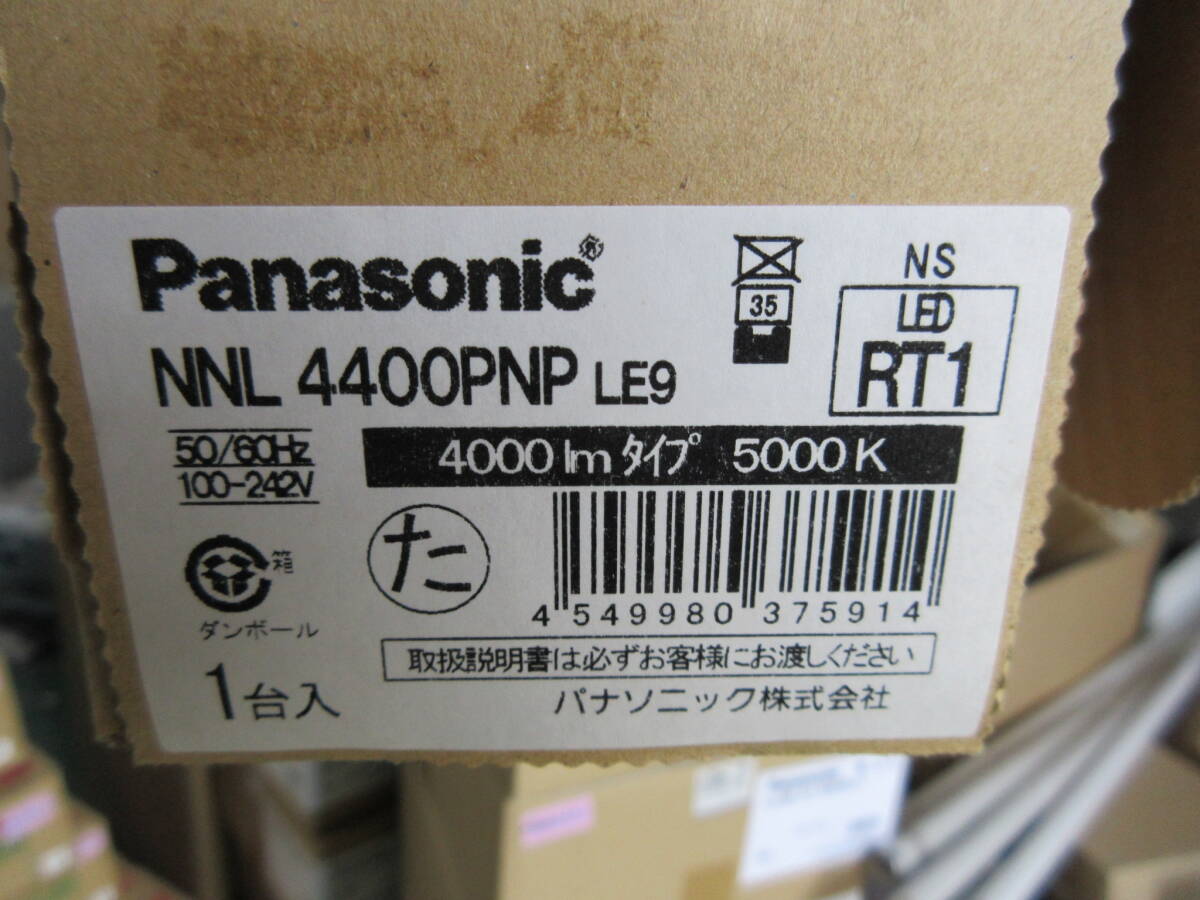 Panasonic
NNL 4400PNP LE9
35
NS
LED
RT1
50/60Hz
100-242V
4000 lm タイプ 5000 K
箱
ダンボール
1台入
た
4 549980 375914
取扱説明書は必ずお客様にお渡しください
パナソニック株式会社